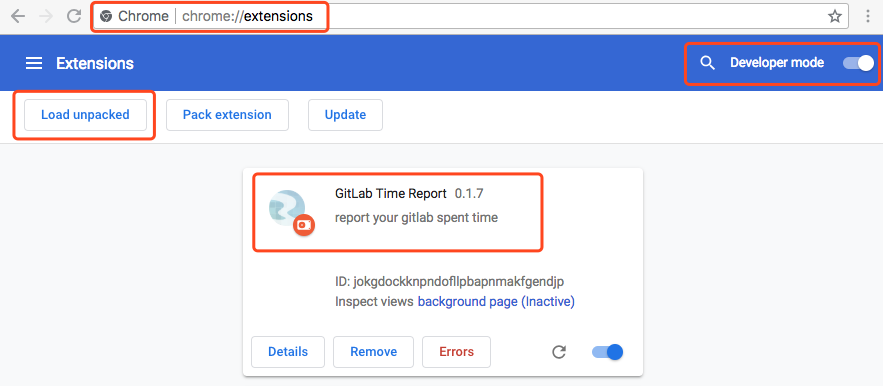 Chrome | chrome://extensions
Extensions
Developer mode
Load unpacked
Pack extension
Update
GitLab Time Report 0.1.7
report your gitlab spent time
ID: jokgdockknpndofllpbapnmakfgendjp
Inspect views background page (Inactive)
Details
Remove
Errors